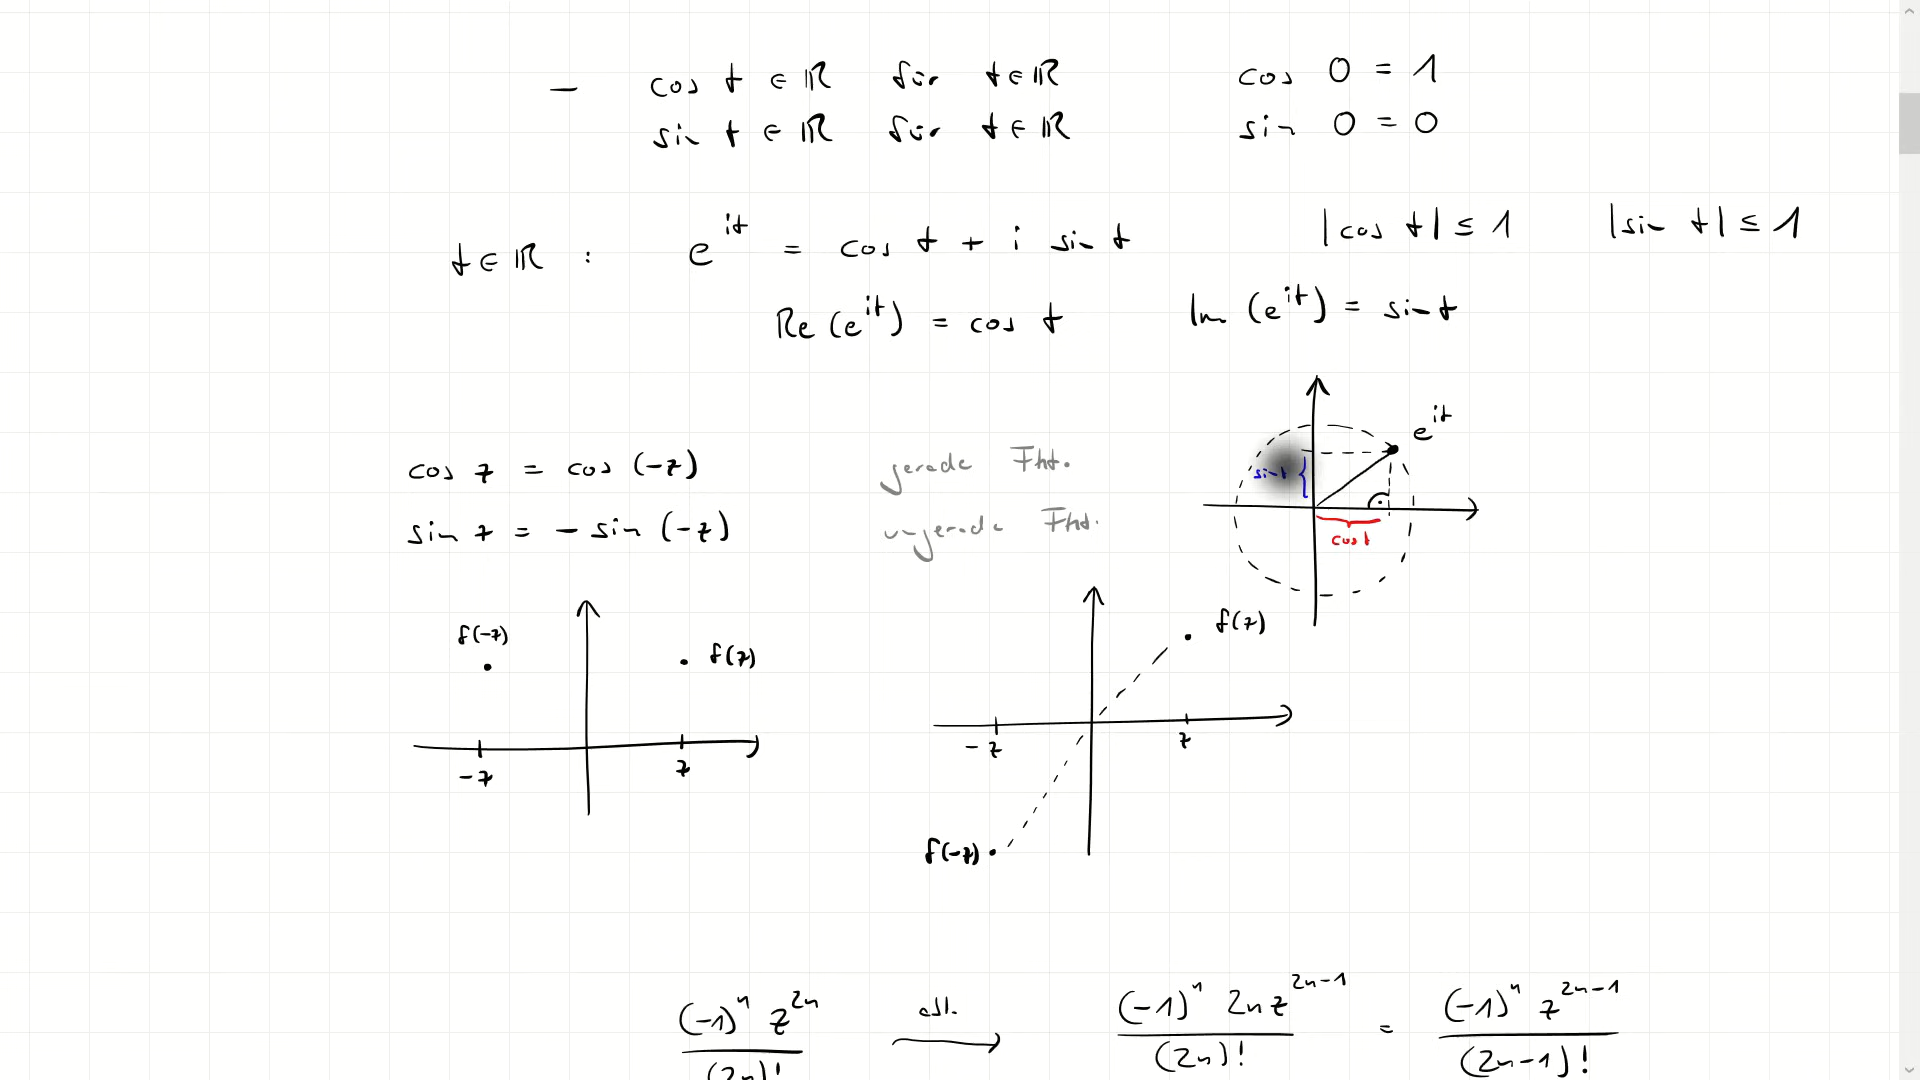 – cos t ∈ ℝ für t ∈ ℝ cos 0 = 1
sin t ∈ ℝ für t ∈ ℝ sin 0 = 0
t ∈ ℝ : e^{it} = cos t + i sin t |cos t| ≤ 1 |sin t| ≤ 1
Re (e^{it}) = cos t Im (e^{it}) = sin t
e^{it}
cos z = cos (-z) gerade Fkt.
sin t
sin z = - sin (-z) ungerade Fkt.
cos t
f(-z) f(z)
-z z
f(z)
-z z
f(-z)
(-1)^n z^{2n} / (2n)! abl. → (-1)^n 2n z^{2n-1} / (2n)! = (-1)^n z^{2n-1} / (2n-1)!